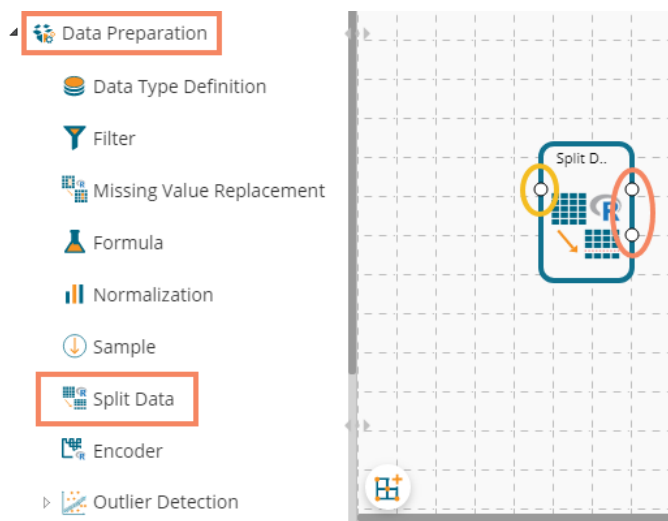 Data Preparation
Data Type Definition
Filter
Missing Value Replacement
Formula
Normalization
Sample
Split Data
Encoder
Outlier Detection
Split D..
R